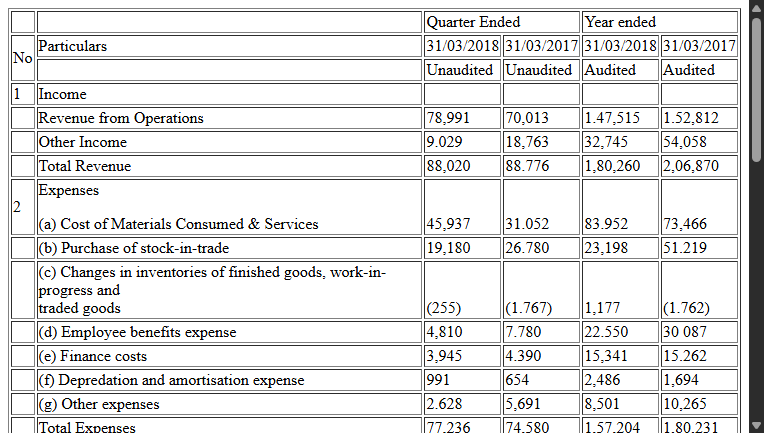 Quarter Ended Year ended
No Particulars 31/03/2018 31/03/2017 31/03/2018 31/03/2017
Unaudited Unaudited Audited Audited
1 Income
Revenue from Operations 78,991 70,013 1.47,515 1.52,812
Other Income 9.029 18,763 32,745 54,058
Total Revenue 88,020 88.776 1,80,260 2,06,870
2 Expenses
(a) Cost of Materials Consumed & Services 45,937 31.052 83.952 73,466
(b) Purchase of stock-in-trade 19,180 26.780 23,198 51.219
(c) Changes in inventories of finished goods, work-in-
progress and
traded goods (255) (1.767) 1,177 (1.762)
(d) Employee benefits expense 4,810 7.780 22.550 30 087
(e) Finance costs 3,945 4.390 15,341 15.262
(f) Depredation and amortisation expense 991 654 2,486 1,694
(g) Other expenses 2.628 5,691 8,501 10,265
Total Expenses 77,236 74,580 1,57,204 1,80,231